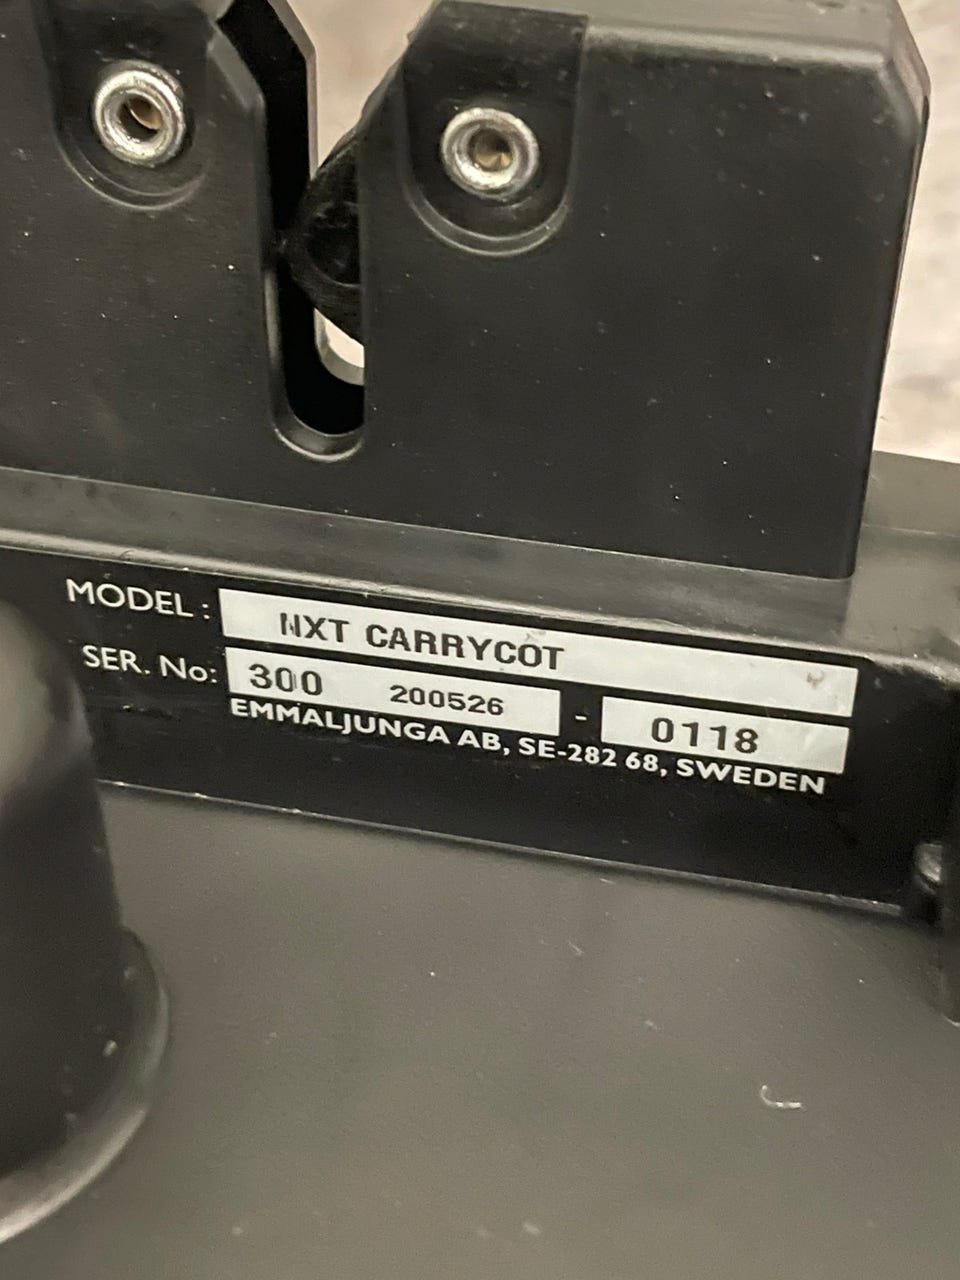 MODEL: NXT CARRYCOT
SER. No: 300 200526 - 0118
EMMALJUNGA AB, SE-282 68, SWEDEN